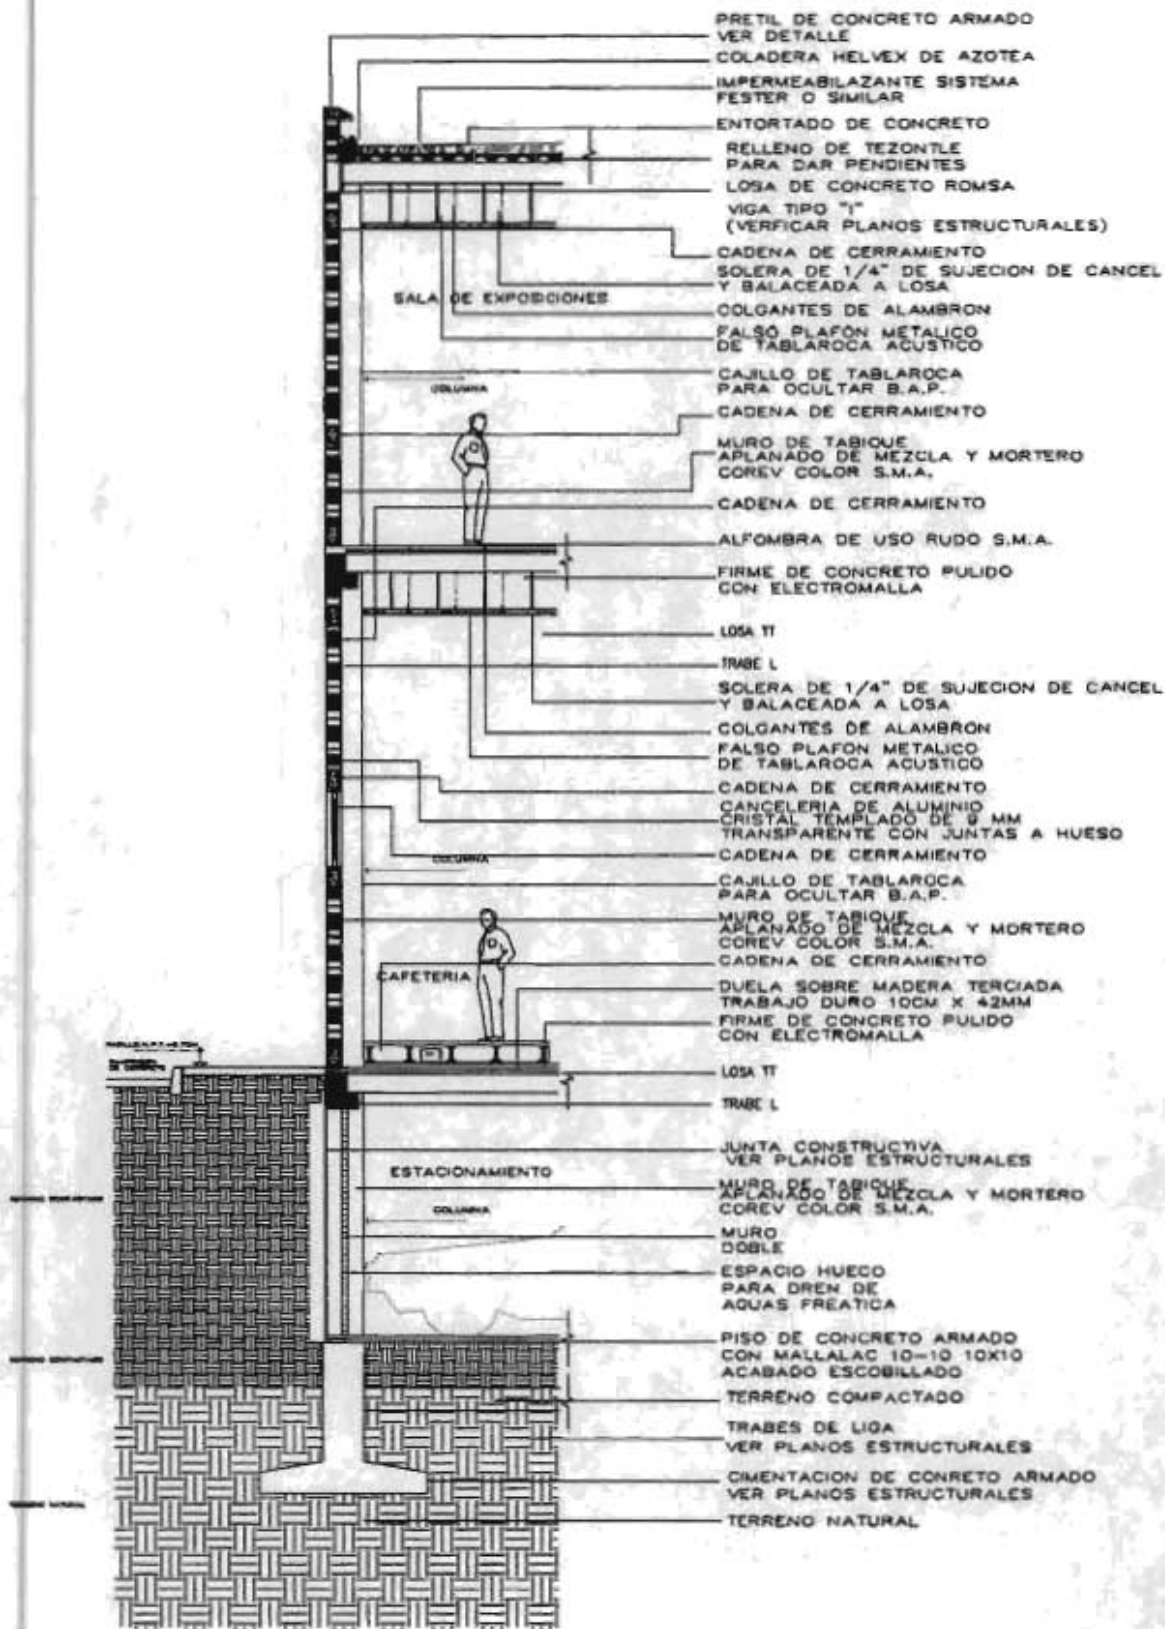 PRETIL DE CONCRETO ARMADO
VER DETALLE
COLADERA HELVEX DE AZOTEA
IMPERMEABILAZANTE SISTEMA
FESTER O SIMILAR
ENTORTADO DE CONCRETO
RELLENO DE TEZONTLE
PARA DAR PENDIENTES
LOSA DE CONCRETO ROMSA
VIGA TIPO "I"
(VERFICAR PLANOS ESTRUCTURALES)
CADENA DE CERRAMIENTO
SOLERA DE 1/4" DE SUJECION DE CANCEL
Y BALACEADA A LOSA
SALA DE EXPOSICIONES
COLGANTES DE ALAMBRON
FALSO PLAFON METALICO
DE TABLAROCA ACUSTICO
CAJILLO DE TABLAROCA
PARA OCULTAR B.A.P.
COLUMNA
CADENA DE CERRAMIENTO
MURO DE TABIQUE
APLANADO DE MEZCLA Y MORTERO
COREV COLOR S.M.A.
CADENA DE CERRAMIENTO
ALFOMBRA DE USO RUDO S.M.A.
FIRME DE CONCRETO PULIDO
CON ELECTROMALLA
LOSA TT
TRABE L
SOLERA DE 1/4" DE SUJECION DE CANCEL
Y BALACEADA A LOSA
COLGANTES DE ALAMBRON
FALSO PLAFON METALICO
DE TABLAROCA ACUSTICO
CADENA DE CERRAMIENTO
CANCELERIA DE ALUMINIO
CRISTAL TEMPLADO DE 9 MM
TRANSPARENTE CON JUNTAS A HUESO
CADENA DE CERRAMIENTO
COLUMNA
CAJILLO DE TABLAROCA
PARA OCULTAR B.A.P.
MURO DE TABIQUE
APLANADO DE MEZCLA Y MORTERO
COREV COLOR S.M.A.
CADENA DE CERRAMIENTO
CAFETERIA
DUELA SOBRE MADERA TERCIADA
TRABAJO DURO 10CM X 42MM
FIRME DE CONCRETO PULIDO
CON ELECTROMALLA
LOSA TT
TRABE L
JUNTA CONSTRUCTIVA
VER PLANOS ESTRUCTURALES
ESTACIONAMIENTO
MURO DE TABIQUE
APLANADO DE MEZCLA Y MORTERO
COREV COLOR S.M.A.
COLUMNA
MURO
DOBLE
ESPACIO HUECO
PARA DREN DE
AGUAS FREATICA
PISO DE CONCRETO ARMADO
CON MALLALAC 10-10 10X10
ACABADO ESCOBILLADO
TERRENO COMPACTADO
TRABES DE LIGA
VER PLANOS ESTRUCTURALES
CIMENTACION DE CONRETO ARMADO
VER PLANOS ESTRUCTURALES
TERRENO NATURAL
TERRENO NATURAL